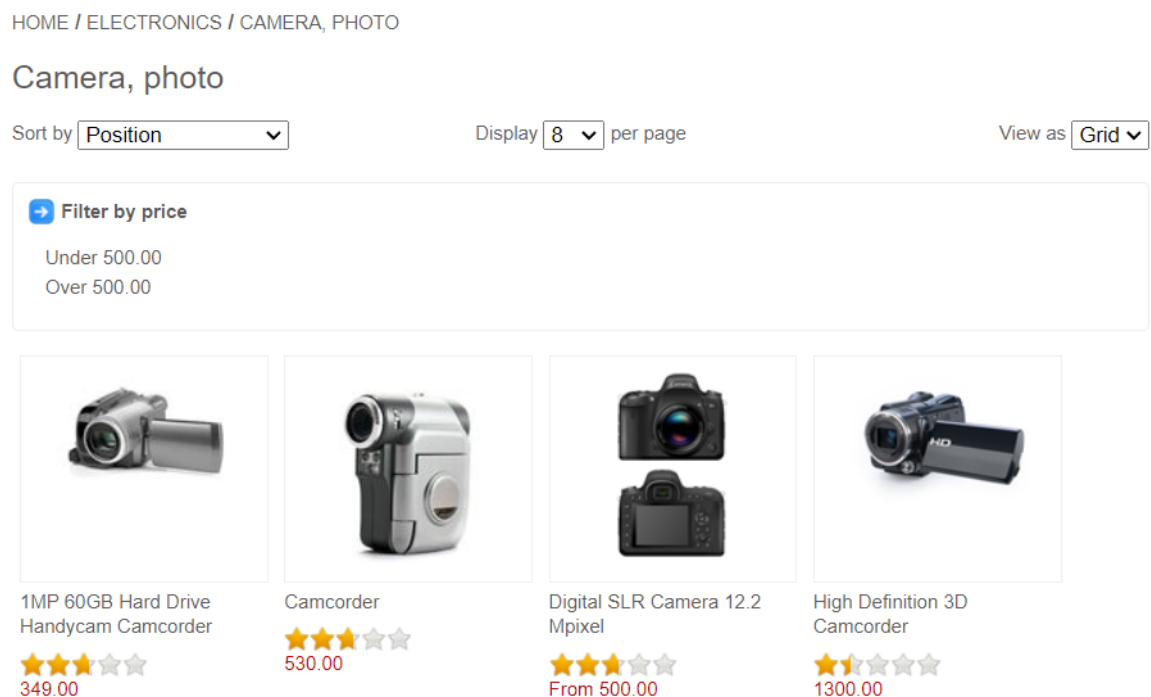 HOME / ELECTRONICS / CAMERA, PHOTO
Camera, photo
Sort by Position
Display 8 per page
View as Grid
Filter by price
Under 500.00
Over 500.00
HD
1MP 60GB Hard Drive
Handycam Camcorder
349.00
Camcorder
530.00
Digital SLR Camera 12.2
Mpixel
From 500.00
High Definition 3D
Camcorder
1300.00